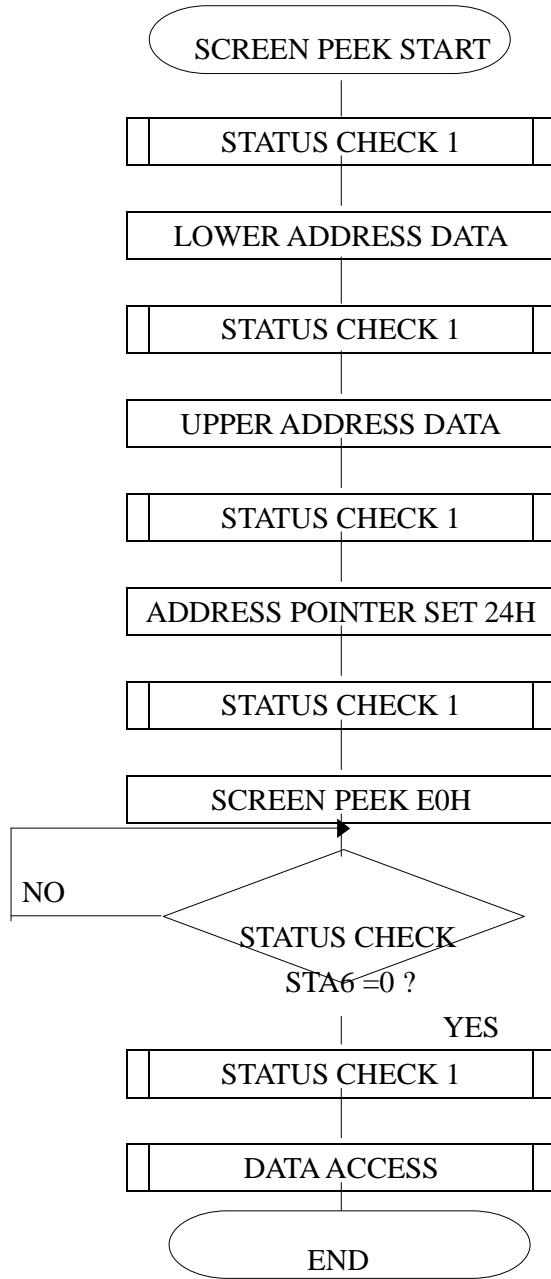 SCREEN PEEK START
STATUS CHECK 1
LOWER ADDRESS DATA
STATUS CHECK 1
UPPER ADDRESS DATA
STATUS CHECK 1
ADDRESS POINTER SET 24H
STATUS CHECK 1
SCREEN PEEK E0H
NO
STATUS CHECK
STA6 =0 ?
YES
STATUS CHECK 1
DATA ACCESS
END